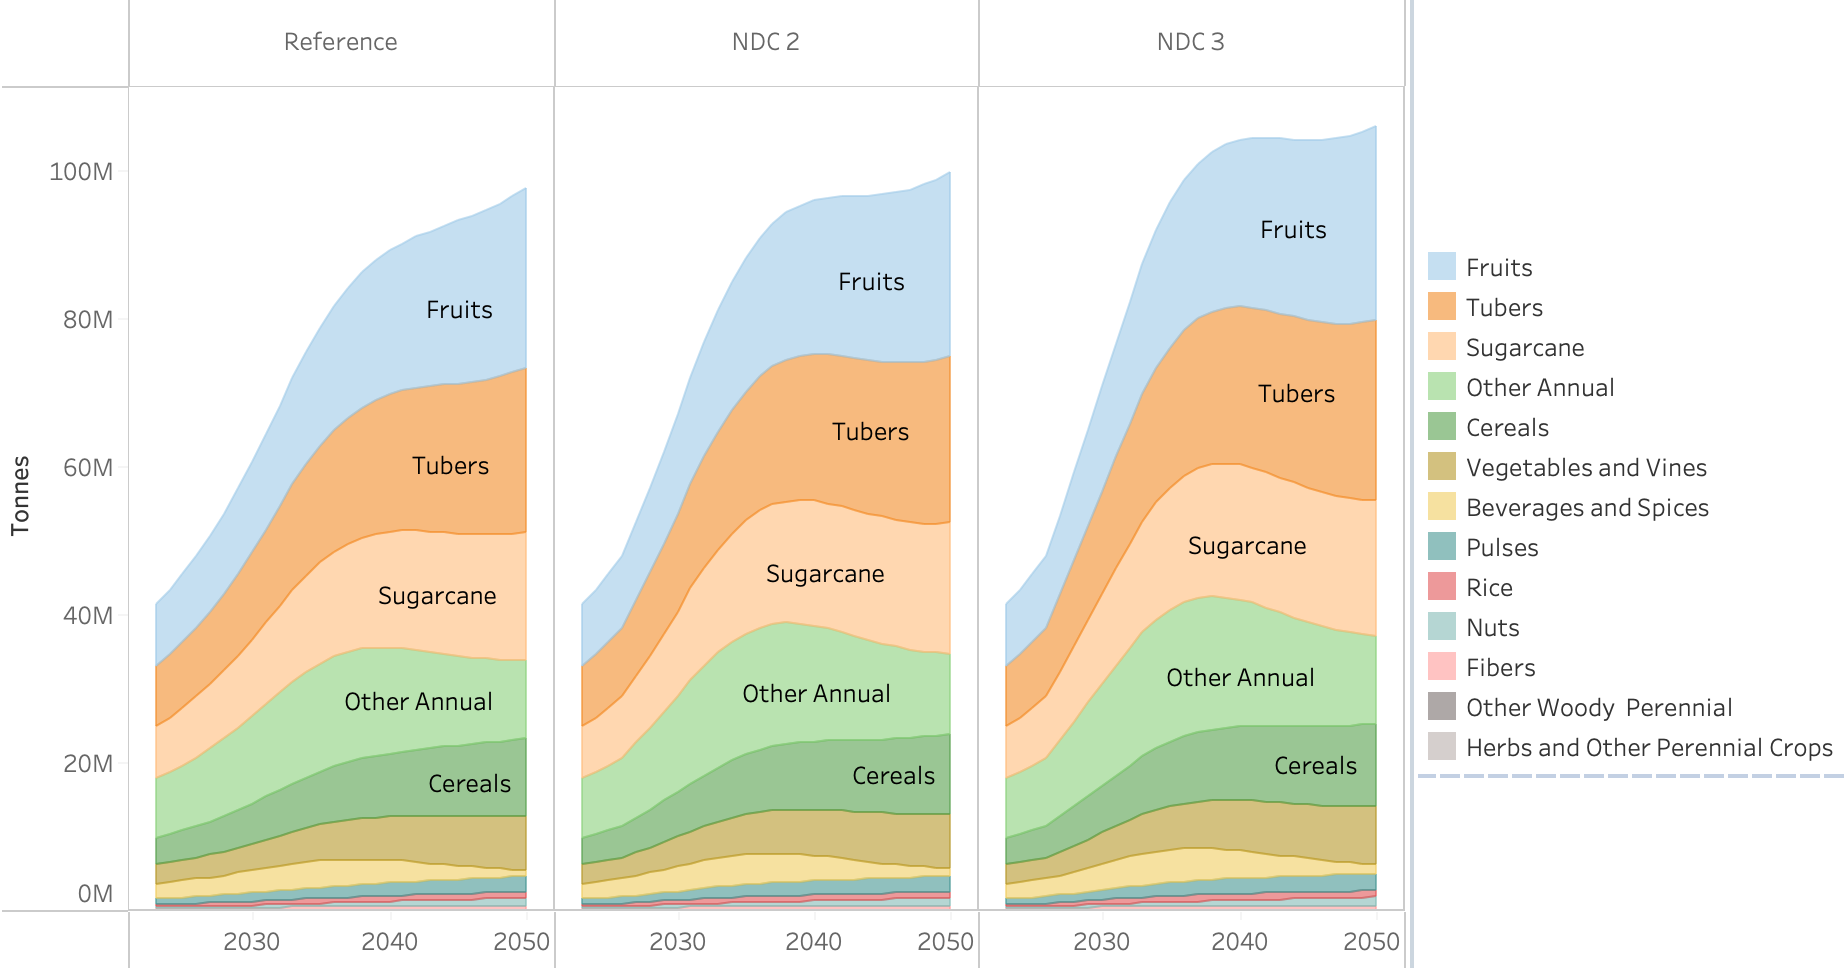 Reference
NDC 2
NDC 3
Tonnes
100M
80M
60M
40M
20M
0M
Fruits
Tubers
Sugarcane
Other Annual
Cereals
Fruits
Tubers
Sugarcane
Other Annual
Cereals
Fruits
Tubers
Sugarcane
Other Annual
Cereals
2030 2040 2050
2030 2040 2050
2030 2040 2050
Fruits
Tubers
Sugarcane
Other Annual
Cereals
Vegetables and Vines
Beverages and Spices
Pulses
Rice
Nuts
Fibers
Other Woody  Perennial
Herbs and Other Perennial Crops